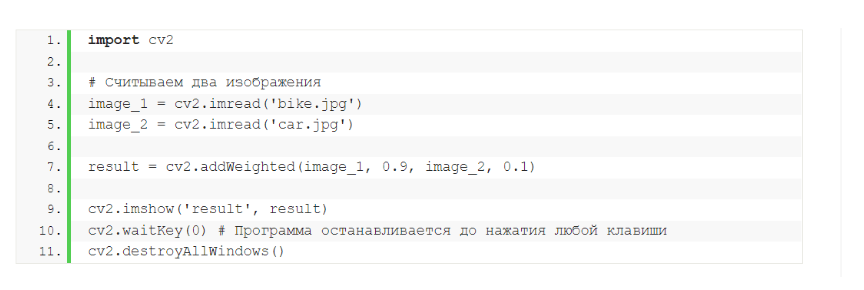 1. import cv2
2.
3. # Считываем два изображения
4. image_1 = cv2.imread('bike.jpg')
5. image_2 = cv2.imread('car.jpg')
6.
7. result = cv2.addWeighted(image_1, 0.9, image_2, 0.1)
8.
9. cv2.imshow('result', result)
10. cv2.waitKey(0) # Программа останавливается до нажатия любой клавиши
11. cv2.destroyAllWindows()